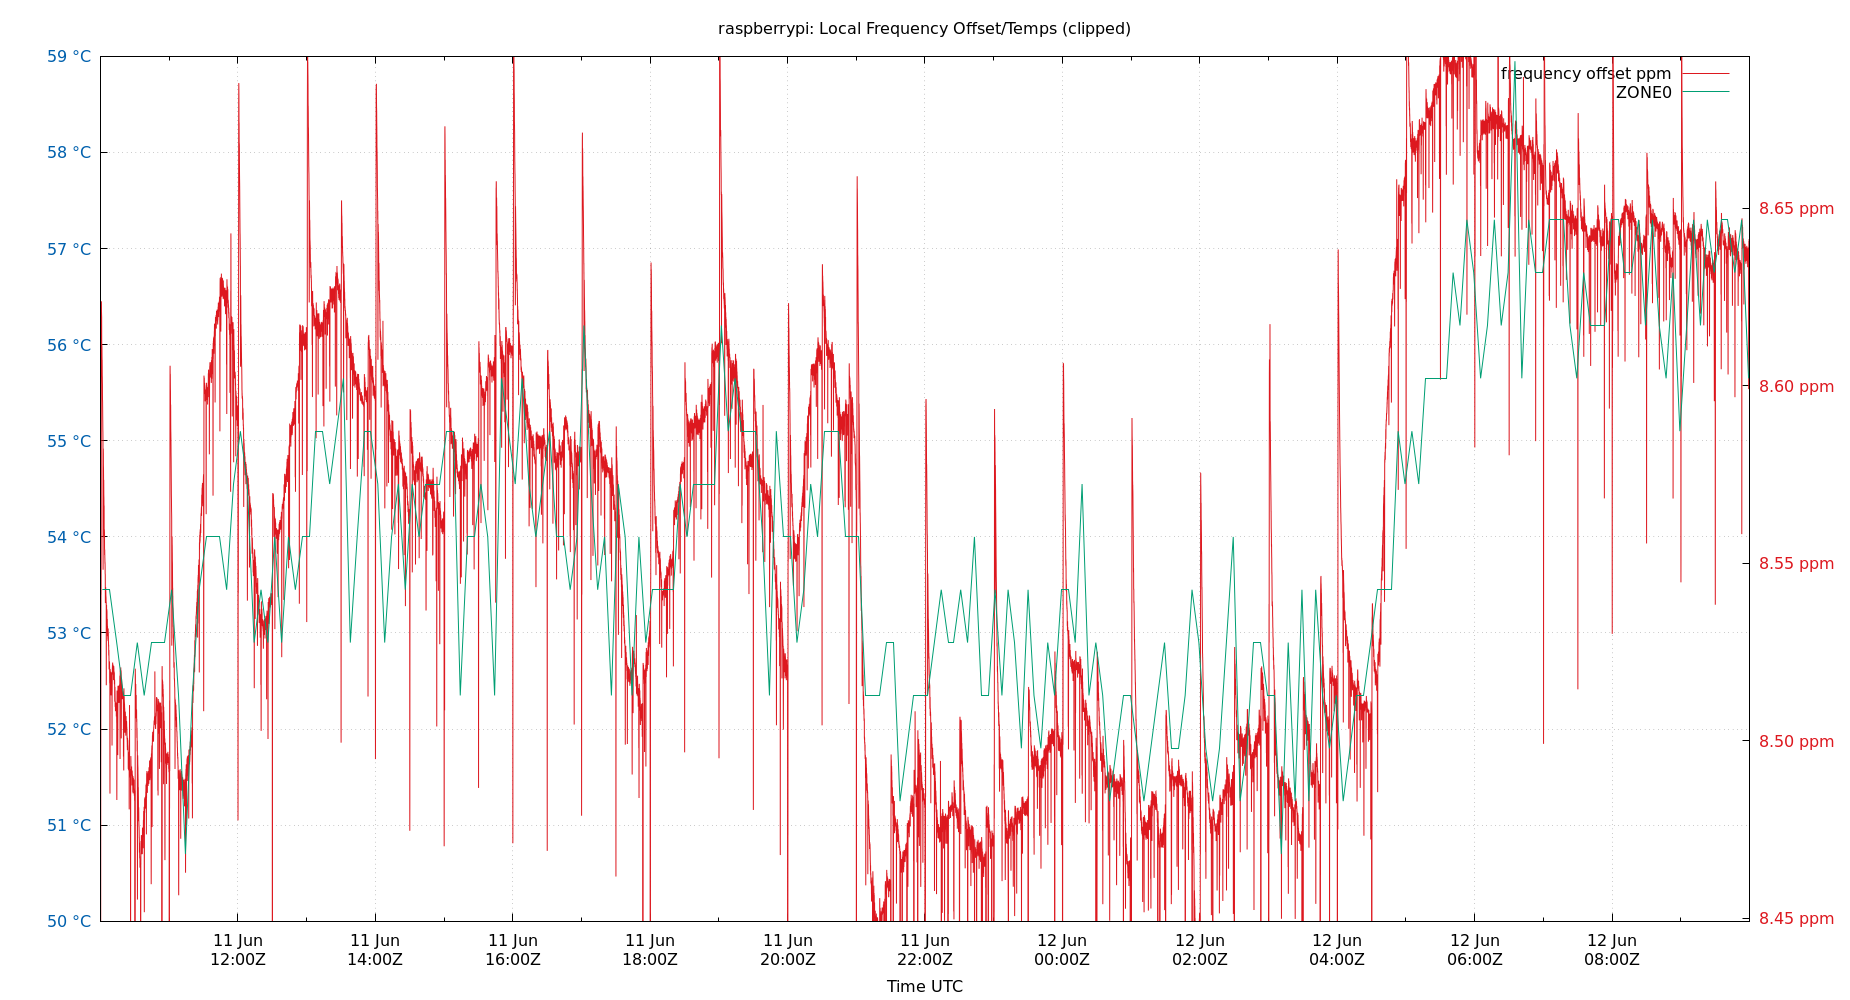 raspberrypi: Local Frequency Offset/Temps (clipped)
59 °C
58 °C
57 °C
56 °C
55 °C
54 °C
53 °C
52 °C
51 °C
50 °C
frequency offset ppm
ZONE0
8.65 ppm
8.60 ppm
8.55 ppm
8.50 ppm
8.45 ppm
11 Jun 11 Jun 11 Jun 11 Jun 11 Jun 11 Jun 12 Jun 12 Jun 12 Jun 12 Jun 12 Jun
12:00Z 14:00Z 16:00Z 18:00Z 20:00Z 22:00Z 00:00Z 02:00Z 04:00Z 06:00Z 08:00Z
Time UTC